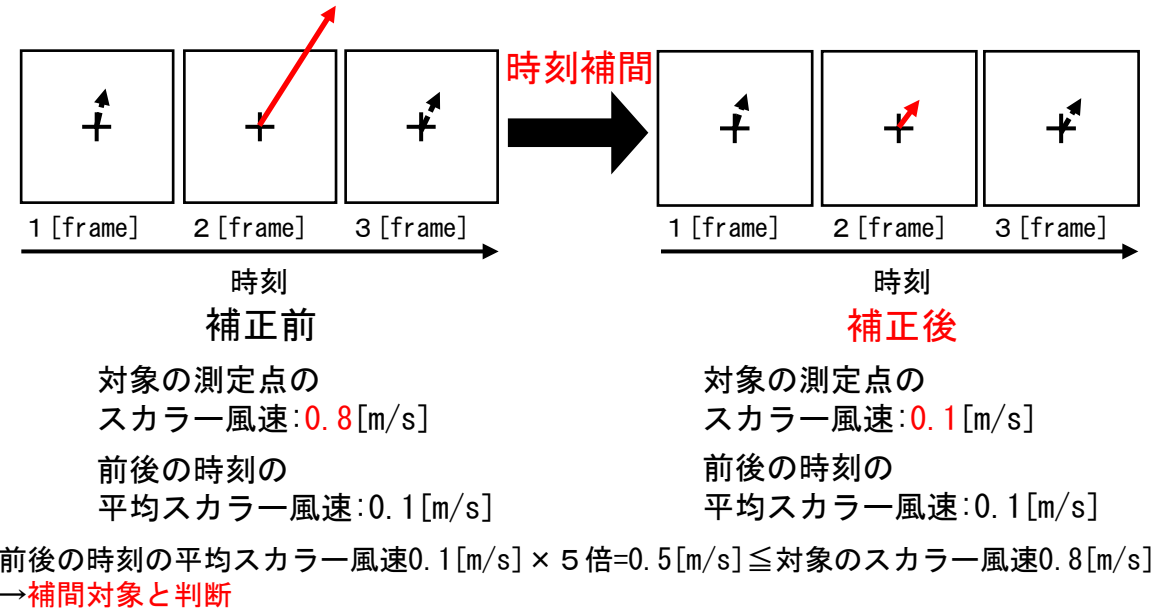 時刻補間
1[frame] 2[frame] 3[frame]
1[frame] 2[frame] 3[frame]
時刻
時刻
補正前
補正後
対象の測定点の
スカラー風速:0.8[m/s]
前後の時刻の
平均スカラー風速:0.1[m/s]
対象の測定点の
スカラー風速:0.1[m/s]
前後の時刻の
平均スカラー風速:0.1[m/s]
前後の時刻の平均スカラー風速0.1[m/s]×５倍=0.5[m/s]≦対象のスカラー風速0.8[m/s]
→補間対象と判断